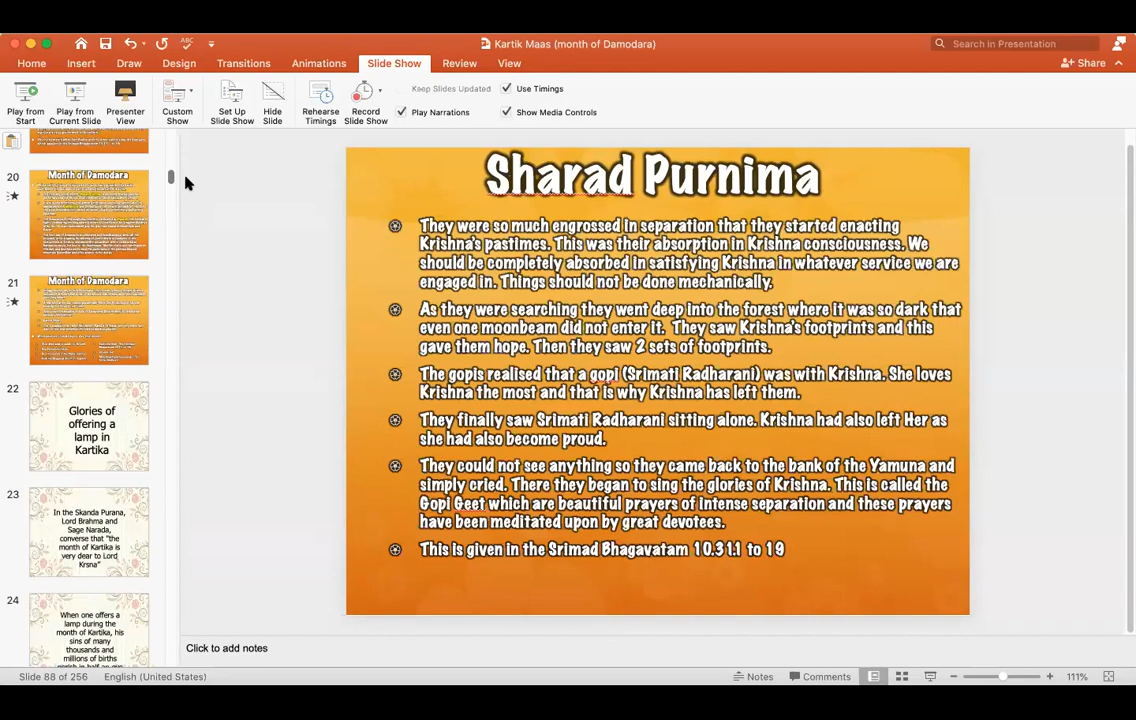 Kartik Maas (month of Damodara)
Search in Presentation
Home Insert Draw Design Transitions Animations Slide Show Review View
Share
Play from Start
Play from Current Slide
Presenter View
Custom Show
Set Up Slide Show
Hide Slide
Rehearse Timings
Record Slide Show
Keep Slides Updated
Play Narrations
Use Timings
Show Media Controls
20
Month of Damodara
21
Month of Damodara
22
Glories of
offering a
lamp in
Kartika
23
In the Skanda Purana,
Lord Brahma and
Sage Narada,
converse that "the
month of Kartika is
very dear to Lord
Krsna"
24
When one offers a
lamp during the
month of Kartika, his
sins of many
thousands and
millions of births
Sharad Purnima
They were so much engrossed in separation that they started enacting
Krishna's pastimes. This was their absorption in Krishna consciousness. We
should be completely absorbed in satisfying Krishna in whatever service we are
engaged in. Things should not be done mechanically.
As they were searching they went deep into the forest where it was so dark that
even one moonbeam did not enter it. They saw Krishna's footprints and this
gave them hope. Then they saw 2 sets of footprints.
The gopis realised that a gopi (Srimati Radharani) was with Krishna. She loves
Krishna the most and that is why Krishna has left them.
They finally saw Srimati Radharani sitting alone. Krishna had also left Her as
she had also become proud.
They could not see anything so they came back to the bank of the Yamuna and
simply cried. There they began to sing the glories of Krishna. This is called the
Gopi Geet which are beautiful prayers of intense separation and these prayers
have been meditated upon by great devotees.
This is given in the Srimad Bhagavatam 10.31.1 to 19
Click to add notes
Slide 88 of 256 English (United States)
Notes Comments 111%